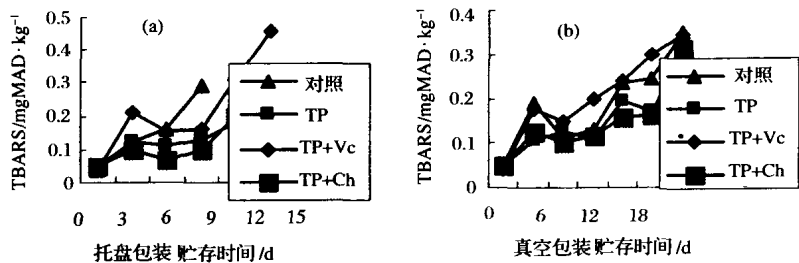 (a)
TBARS/mgMAD·kg⁻¹
0.5
0.4
0.3
0.2
0.1
0
0 3 6 9 12 15
托盘包装 贮存时间/d
对照
TP
TP+Vc
TP+Ch
(b)
TBARS/mgMAD·kg⁻¹
0.4
0.3
0.2
0.1
0
0 6 12 18
托空包装 贮存时间/d
对照
TP
TP+Vc
TP+Ch